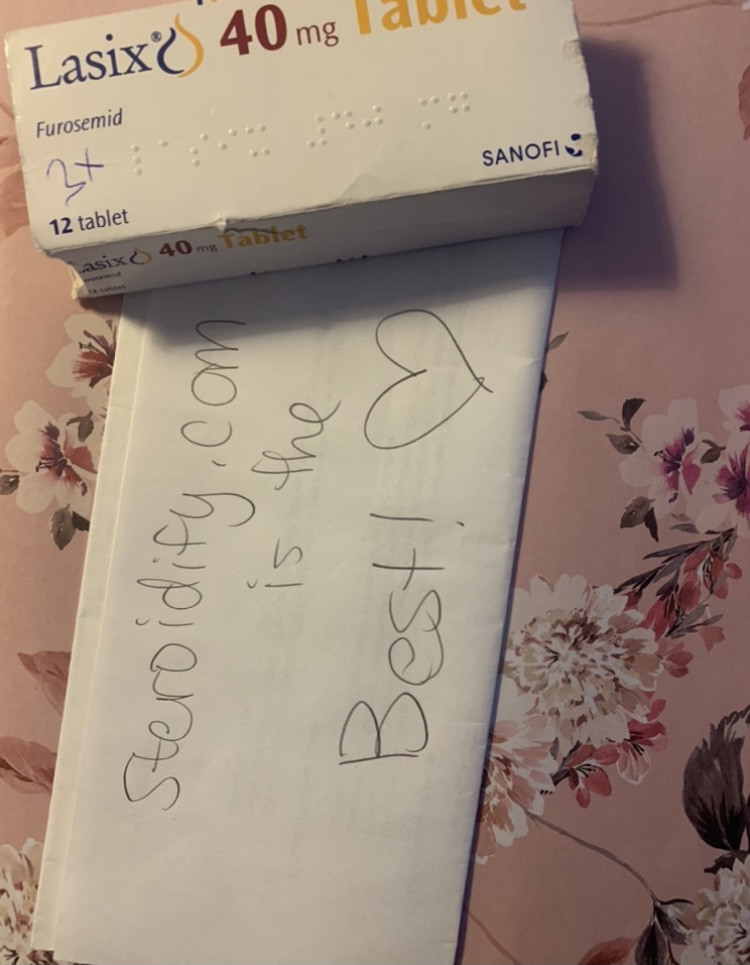 Lasix® 40 mg Tablet
Furosemid
3x
12 tablet
SANOFI
Lasix 40 mg Tablet
Steroidify.com
is the
Best!